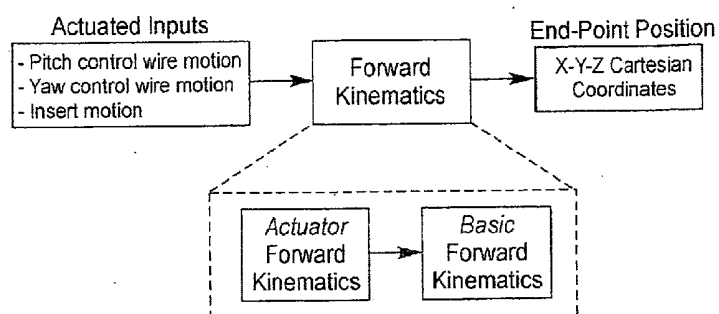 Actuated Inputs
- Pitch control wire motion
- Yaw control wire motion
- Insert motion
Forward
Kinematics
End-Point Position
X-Y-Z Cartesian
Coordinates
Actuator
Forward
Kinematics
Basic
Forward
Kinematics